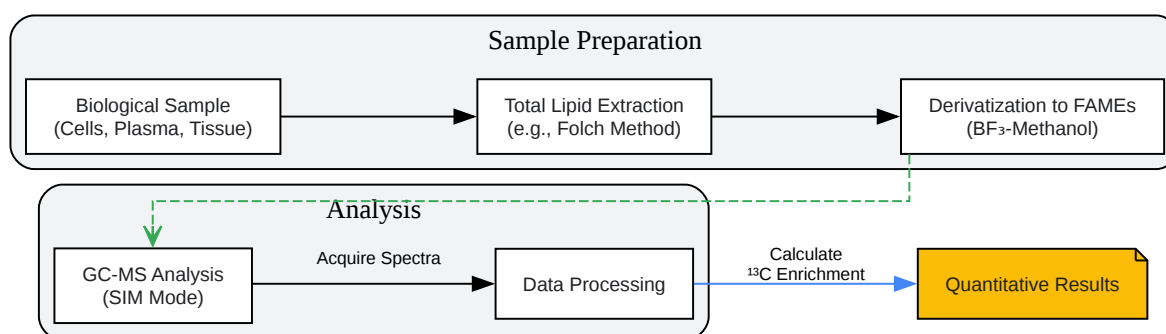 Sample Preparation
Biological Sample
(Cells, Plasma, Tissue)
Total Lipid Extraction
(e.g., Folch Method)
Derivatization to FAMEs
(BF₃-Methanol)
Analysis
GC-MS Analysis
(SIM Mode)
Acquire Spectra
Data Processing
Calculate
¹³C Enrichment
Quantitative Results